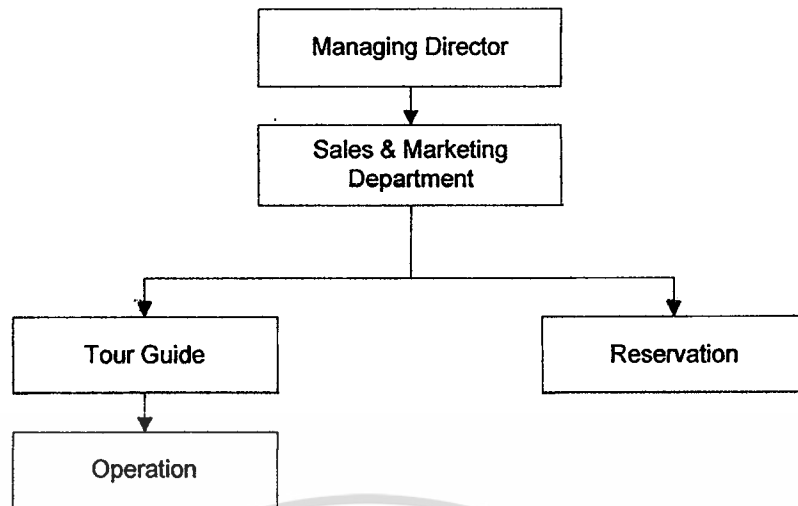 Managing Director
Sales & Marketing
Department
Tour Guide
Reservation
Operation